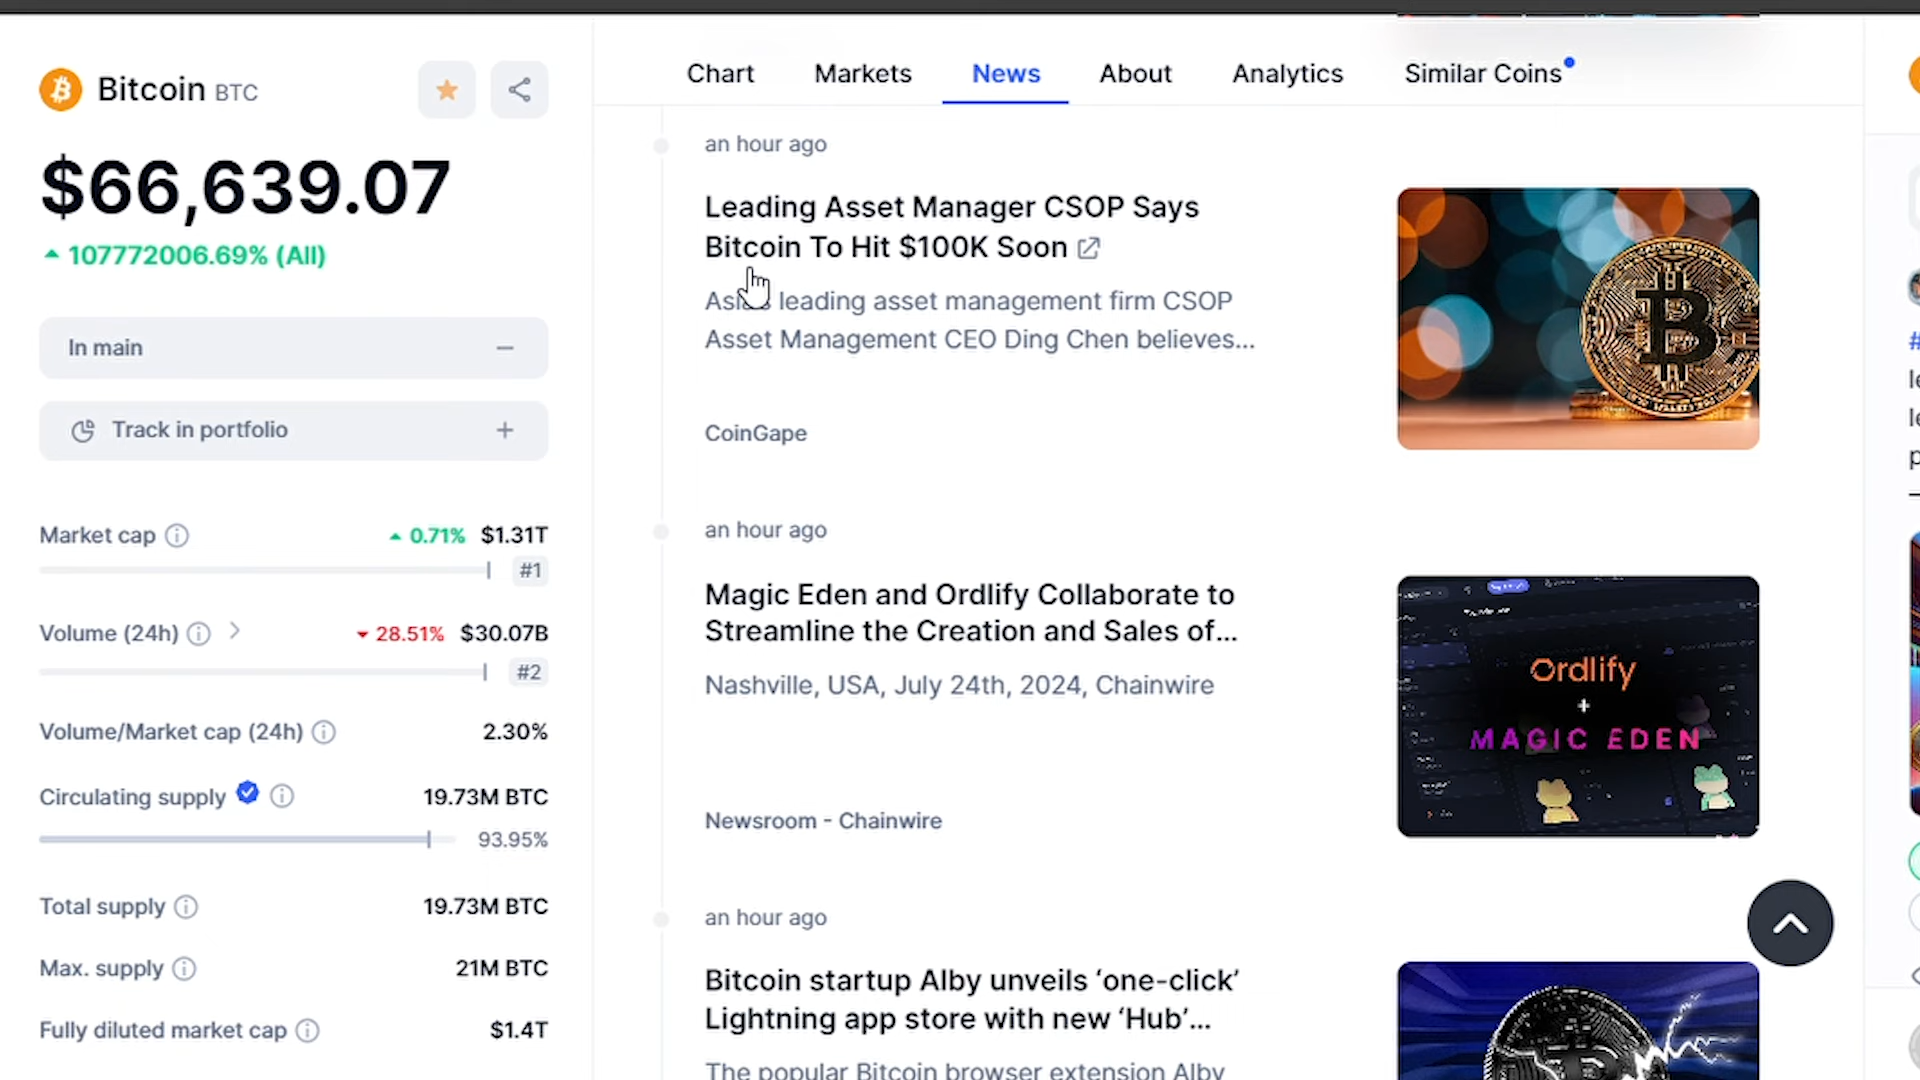 Bitcoin BTC
$66,639.07
107772006.69% (All)
In main
Track in portfolio
Market cap 0.71% $1.31T
#1
Volume (24h) 28.51% $30.07B
#2
Volume/Market cap (24h) 2.30%
Circulating supply 19.73M BTC
93.95%
Total supply 19.73M BTC
Max. supply 21M BTC
Fully diluted market cap $1.4T
Chart Markets News About Analytics Similar Coins
an hour ago
Leading Asset Manager CSOP Says
Bitcoin To Hit $100K Soon
leading asset management firm CSOP
Asset Management CEO Ding Chen believes...
CoinGape
an hour ago
Magic Eden and Ordlify Collaborate to
Streamline the Creation and Sales of...
Nashville, USA, July 24th, 2024, Chainwire
Newsroom - Chainwire
Ordlify
+
MAGIC EDEN
an hour ago
Bitcoin startup Alby unveils ‘one-click’
Lightning app store with new ‘Hub’...
The popular Bitcoin browser extension Alby